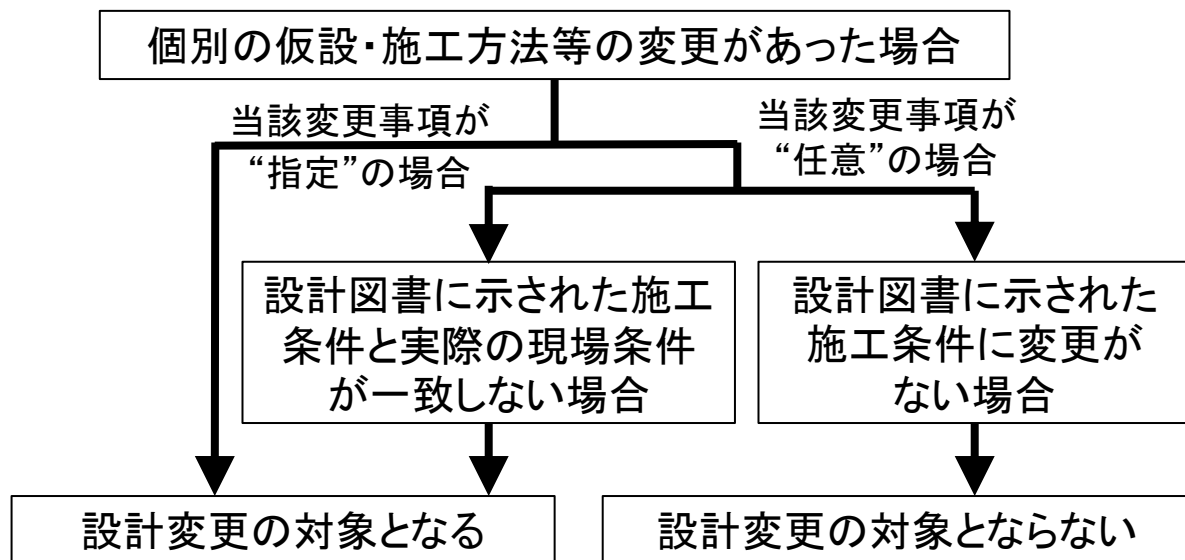 個別の仮設・施工方法等の変更があった場合
当該変更事項が
“指定”の場合
当該変更事項が
“任意”の場合
設計図書に示された施工
条件と実際の現場条件
が一致しない場合
設計図書に示された
施工条件に変更が
ない場合
設計変更の対象となる
設計変更の対象とならない